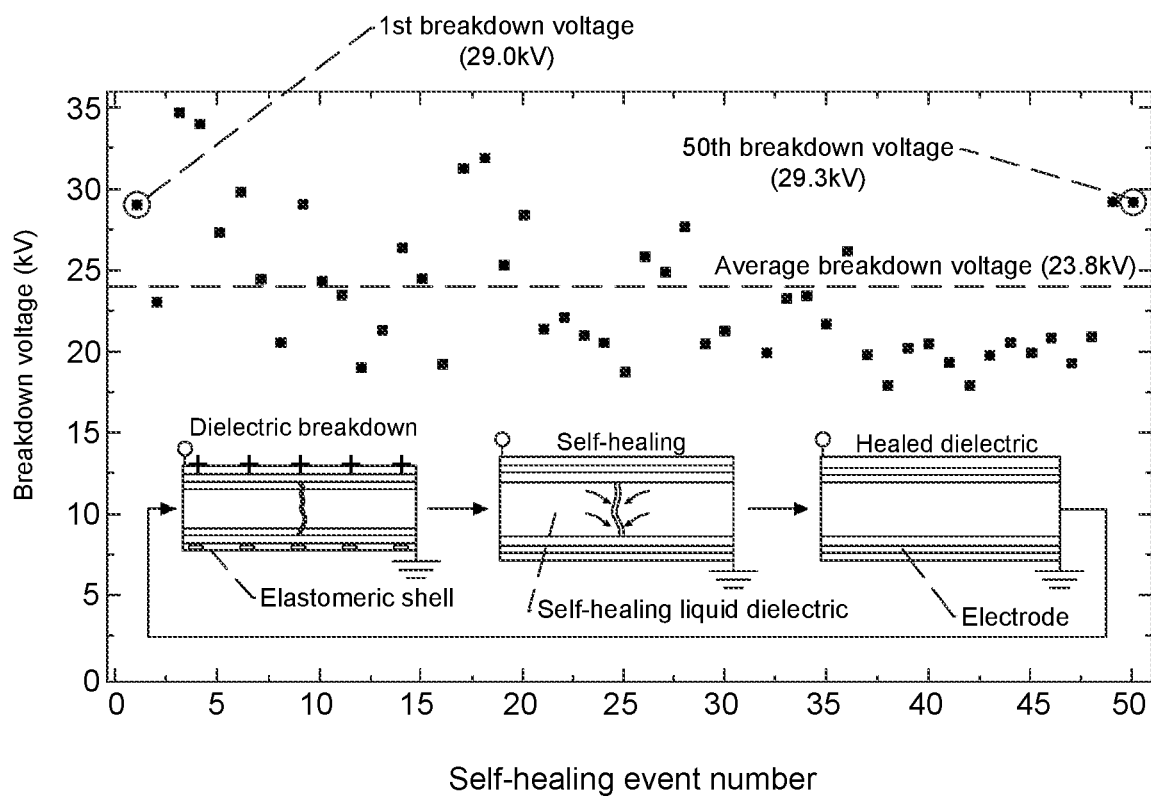 1st breakdown voltage
(29.0kV)
50th breakdown voltage
(29.3kV)
Average breakdown voltage (23.8kV)
Breakdown voltage (kV)
35
30
25
20
15
10
5
0
Dielectric breakdown
Self-healing
Healed dielectric
Elastomeric shell
Self-healing liquid dielectric
Electrode
0 5 10 15 20 25 30 35 40 45 50
Self-healing event number